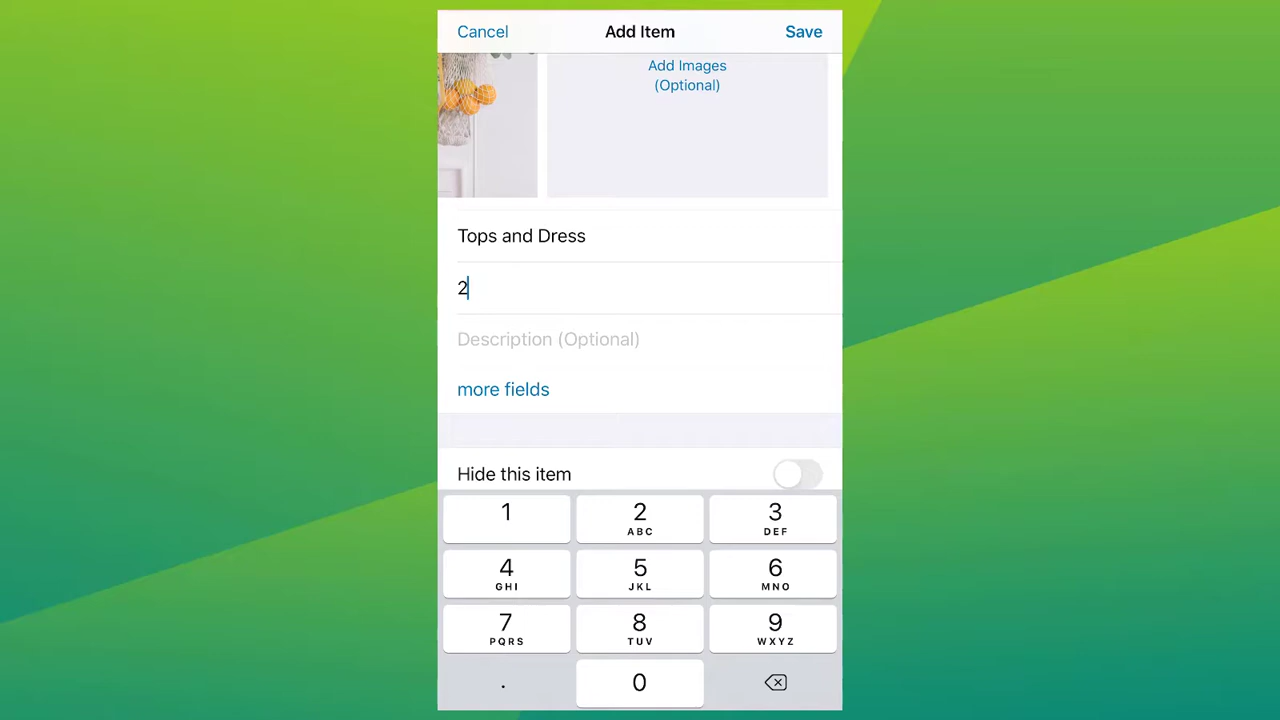 Cancel Add Item Save
Add Images
(Optional)
Tops and Dress
2
Description (Optional)
more fields
Hide this item
1 2 3
ABC DEF
4 5 6
GHI JKL MNO
7 8 9
PQRS TUV WXYZ
. 0